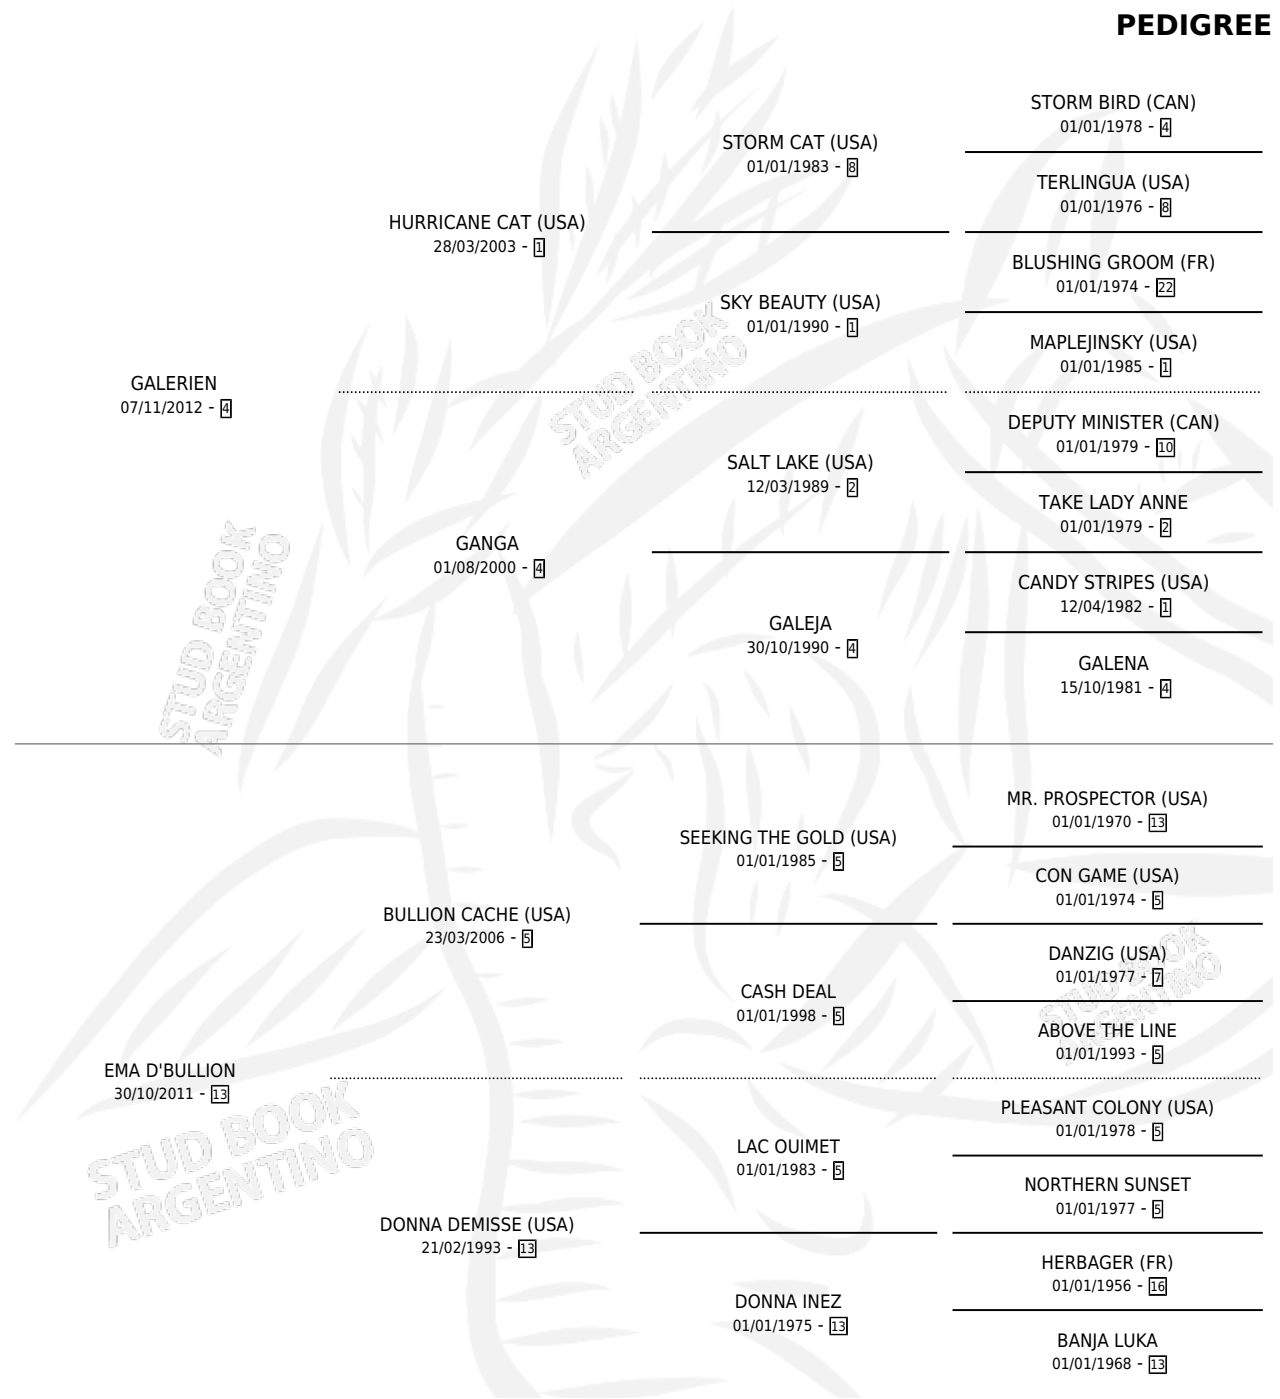 PEDIGREE
STORM BIRD (CAN)
01/01/1978 - 4
STORM CAT (USA)
01/01/1983 - 8
TERLINGUA (USA)
01/01/1976 - 8
HURRICANE CAT (USA)
28/03/2003 - 1
BLUSHING GROOM (FR)
01/01/1974 - 22
SKY BEAUTY (USA)
01/01/1990 - 1
MAPLEJINSKY (USA)
01/01/1985 - 1
GALERIEN
07/11/2012 - 4
DEPUTY MINISTER (CAN)
01/01/1979 - 10
SALT LAKE (USA)
12/03/1989 - 2
TAKE LADY ANNE
01/01/1979 - 2
GANGA
01/08/2000 - 4
CANDY STRIPES (USA)
12/04/1982 - 1
GALEJA
30/10/1990 - 4
GALENA
15/10/1981 - 4
MR. PROSPECTOR (USA)
01/01/1970 - 13
SEEKING THE GOLD (USA)
01/01/1985 - 5
CON GAME (USA)
01/01/1974 - 5
BULLION CACHE (USA)
23/03/2006 - 5
DANZIG (USA)
01/01/1977 - 7
CASH DEAL
01/01/1998 - 5
ABOVE THE LINE
01/01/1993 - 5
EMA D'BULLION
30/10/2011 - 13
PLEASANT COLONY (USA)
01/01/1978 - 5
LAC OUIMET
01/01/1983 - 5
NORTHERN SUNSET
01/01/1977 - 5
DONNA DEMISSE (USA)
21/02/1993 - 13
HERBAGER (FR)
01/01/1956 - 16
DONNA INEZ
01/01/1975 - 13
BANJA LUKA
01/01/1968 - 13
STUD BOOK
ARGENTINO
STUD BOOK
ARGENTINO
STUD BOOK
ARGENTINO
STUD BOOK
ARGENTINO